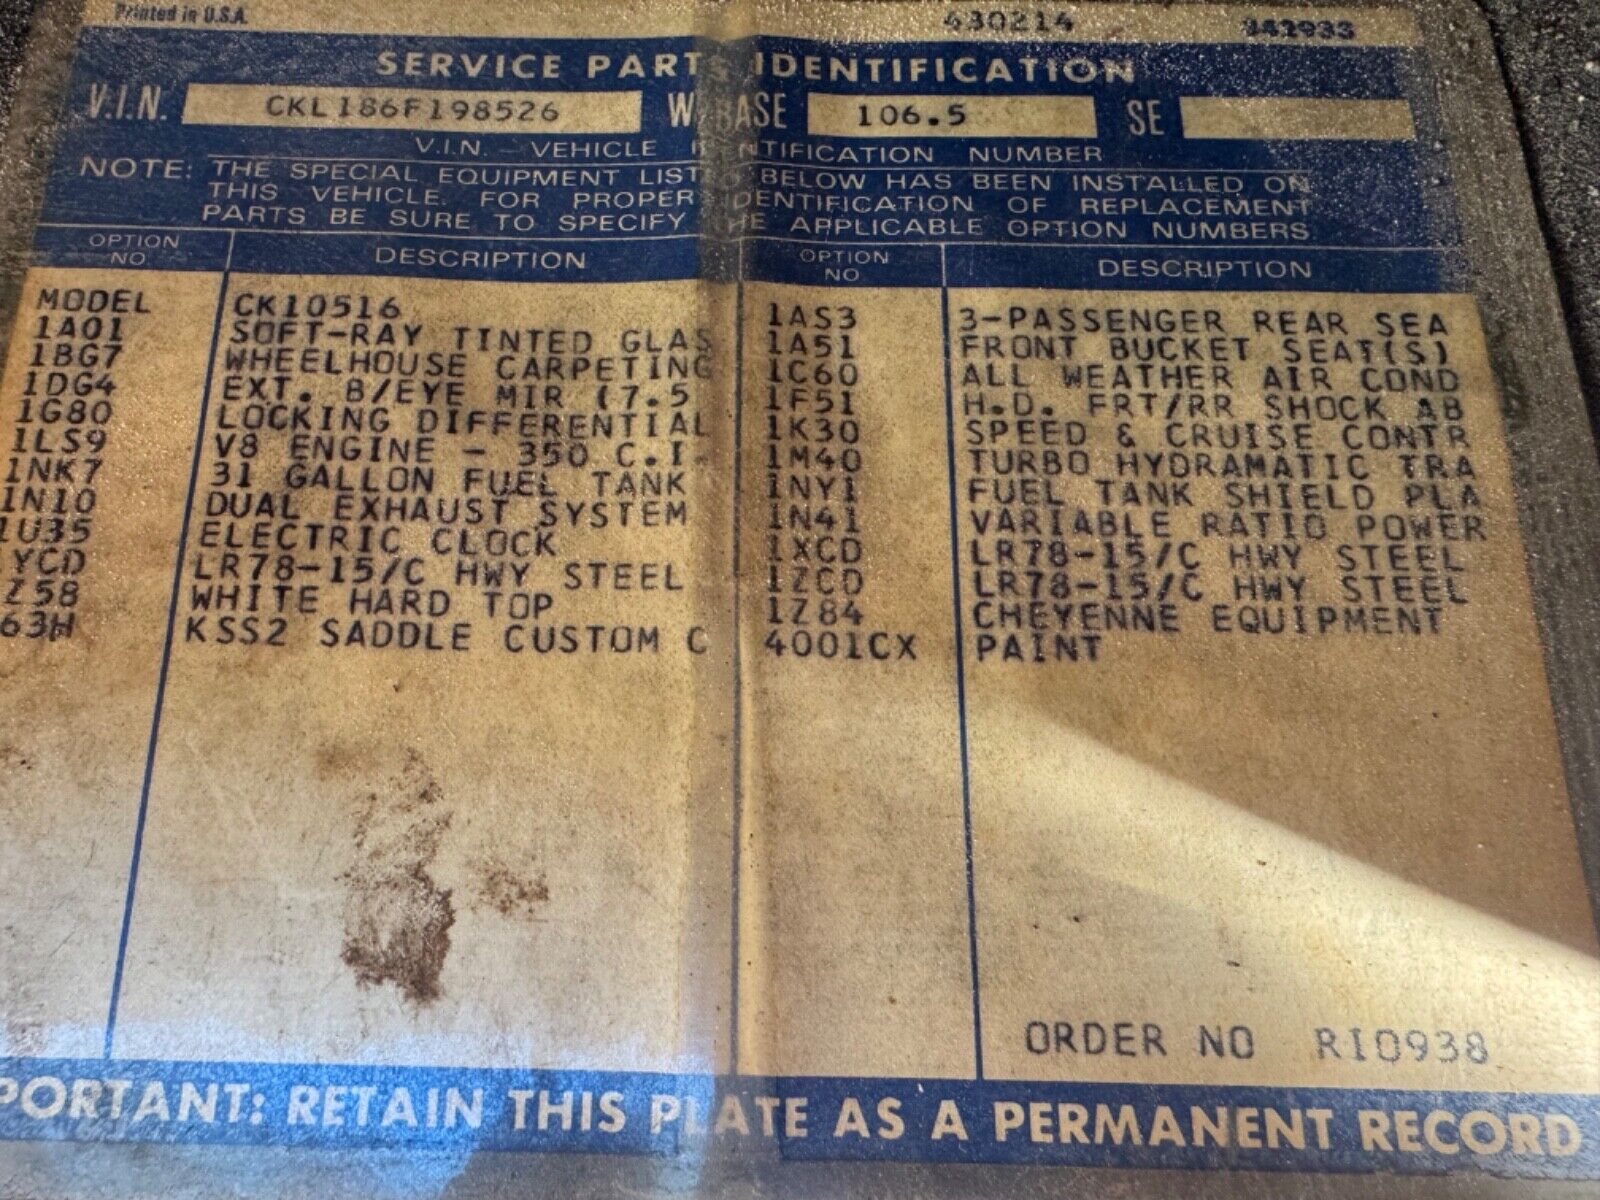 Printed in U.S.A. 430214
SERVICE PARTS IDENTIFICATION
V.I.N. CKL186F198526 W/BASE 106.5 SE
V.I.N. VEHICLE IDENTIFICATION NUMBER
NOTE: THE SPECIAL EQUIPMENT LISTED BELOW HAS BEEN INSTALLED ON
THIS VEHICLE. FOR PROPER IDENTIFICATION OF REPLACEMENT
PARTS BE SURE TO SPECIFY THE APPLICABLE OPTION NUMBERS
OPTION NO DESCRIPTION OPTION NO DESCRIPTION
MODEL CK10516
1A01 SOFT-RAY TINTED GLAS
1BG7 WHEELHOUSE CARPETING
1DG4 EXT. B/EYE MIR (7.5
1G80 LOCKING DIFFERENTIAL
1LS9 V8 ENGINE - 350 C.I.
1NK7 31 GALLON FUEL TANK
1N10 DUAL EXHAUST SYSTEM
1U35 ELECTRIC CLOCK
YCD LR78-15/C HWY STEEL
Z58 WHITE HARD TOP
63H KSS2 SADDLE CUSTOM C
1AS3 3-PASSENGER REAR SEA
1A51 FRONT BUCKET SEAT(S)
1C60 ALL WEATHER AIR COND
1F51 H.D. FRT/RR SHOCK AB
1K30 SPEED & CRUISE CONTR
1M40 TURBO HYDRAMATIC TRA
1NY1 FUEL TANK SHIELD PLA
1N41 VARIABLE RATIO POWER
1XCD LR78-15/C HWY STEEL
1ZCD LR78-15/C HWY STEEL
1Z84 CHEYENNE EQUIPMENT
4001CX PAINT
ORDER NO RI0938
PORTANT: RETAIN THIS PLATE AS A PERMANENT RECORD